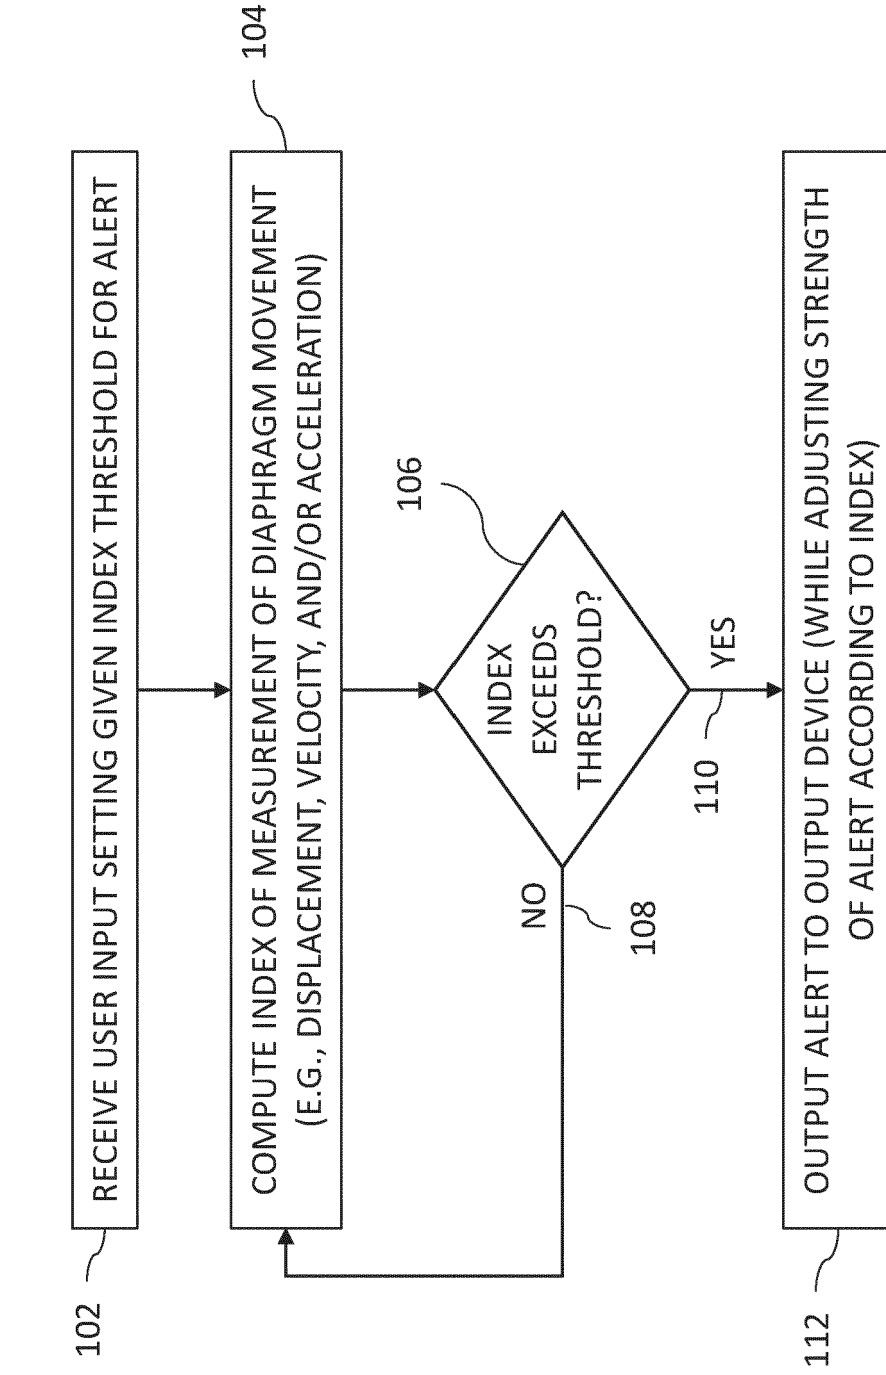 102
RECEIVE USER INPUT SETTING GIVEN INDEX THRESHOLD FOR ALERT
104
COMPUTE INDEX OF MEASUREMENT OF DIAPHRAGM MOVEMENT
(E.G., DISPLACEMENT, VELOCITY, AND/OR ACCELERATION)
106
INDEX
EXCEEDS
THRESHOLD?
NO
108
YES
110
112
OUTPUT ALERT TO OUTPUT DEVICE (WHILE ADJUSTING STRENGTH
OF ALERT ACCORDING TO INDEX)